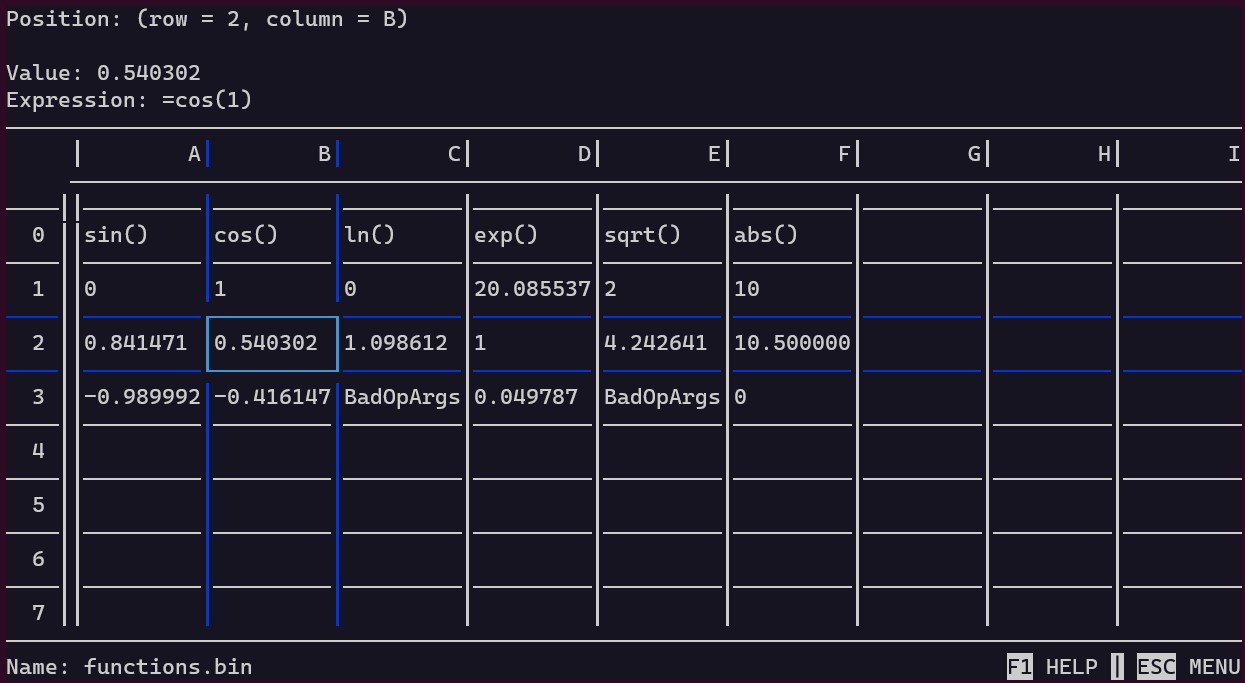 Position: (row = 2, column = B)
Value: 0.540302
Expression: =cos(1)
A B C D E F G H I
0 sin() cos() ln() exp() sqrt() abs()
1 0 1 0 20.085537 2 10
2 0.841471 0.540302 1.098612 1 4.242641 10.500000
3 -0.989992 -0.416147 BadOpArgs 0.049787 BadOpArgs 0
4
5
6
7
Name: functions.bin F1 HELP | ESC MENU